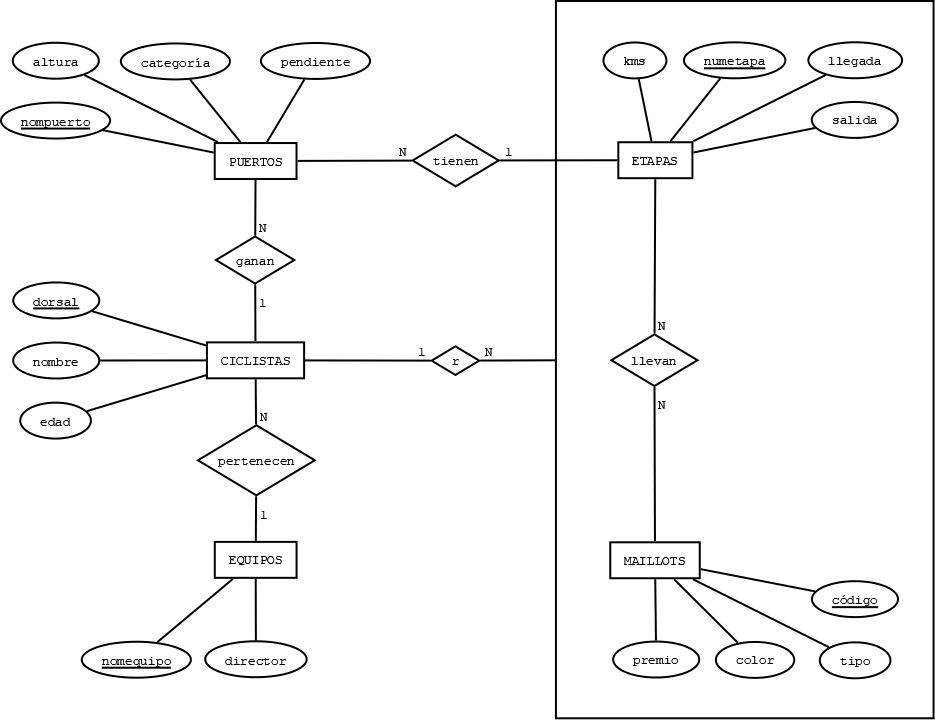 altura
categoría
pendiente
kms
numetapa
llegada
nompuerto
salida
PUERTOS
N
tienen
1
ETAPAS
N
ganan
1
dorsal
nombre
edad
CICLISTAS
1
r
N
N
llevan
N
N
pertenecen
1
EQUIPOS
MAILLOTS
código
nomequipo
director
premio
color
tipo